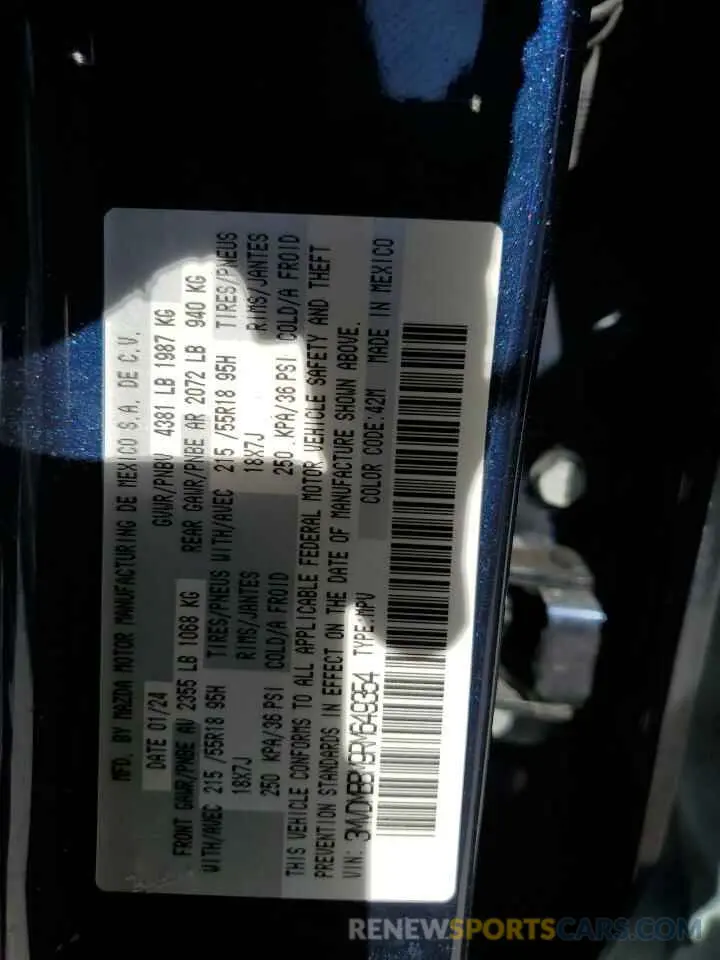 MFD. BY MAZDA MOTOR MANUFACTURING DE MEXICO S.A. DE C.V.
DATE 01/24 GVWR/PNBV 4381 LB 1987 KG
FRONT GAWR/PNBE AV 2355 LB 1068 KG REAR GAWR/PNBE AR 2072 LB 940 KG
WITH/AVEC 215 /55R18 95H TIRES/PNEUS WITH/AVEC 215 /55R18 95H TIRES/PNEUS
18X7J RIMS/JANTES 18X7J RIMS/JANTES
250 KPA/36 PSI COLD/A FROID 250 KPA/36 PSI COLD/A FROID
THIS VEHICLE CONFORMS TO ALL APPLICABLE FEDERAL MOTOR VEHICLE SAFETY AND THEFT
PREVENTION STANDARDS IN EFFECT ON THE DATE OF MANUFACTURE SHOWN ABOVE.
VIN: 3MVDMBBM9RM649354 TYPE:MPV COLOR CODE:42M MADE IN MEXICO
RENEWSPORTSCARS.COM